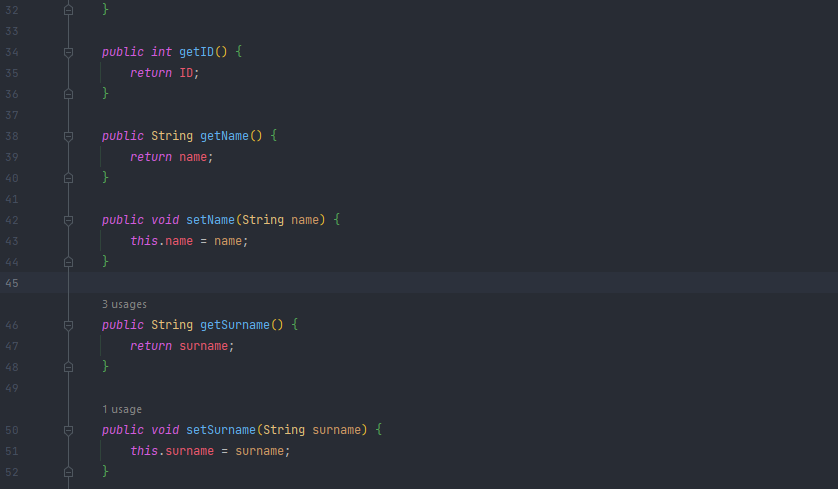 32 }
33
34 public int getID() {
35 return ID;
36 }
37
38 public String getName() {
39 return name;
40 }
41
42 public void setName(String name) {
43 this.name = name;
44 }
45
3 usages
46 public String getSurname() {
47 return surname;
48 }
49
1 usage
50 public void setSurname(String surname) {
51 this.surname = surname;
52 }